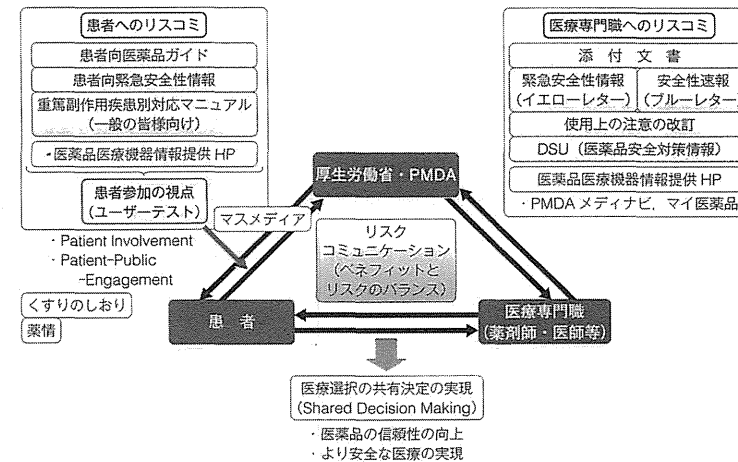 患者へのリスコミ
患者向医薬品ガイド
患者向緊急安全性情報
重篤副作用疾患別対応マニュアル
(一般の皆様向け)
・医薬品医療機器情報提供 HP
患者参加の視点
(ユーザーテスト)
・Patient Involvement
・Patient-Public
-Engagement
くすりのしおり
薬情
医療専門職へのリスコミ
添 付 文 書
緊急安全性情報
(イエローレター)
安全性速報
(ブルーレター
使用上の注意の改訂
DSU(医薬品安全対策情報)
医薬品医療機器情報提供 HP
・PMDA メディナビ,マイ医薬品
厚生労働省・PMDA
マスメディア
リスク
コミュニケーション
(ベネフィットと
リスクのバランス)
患 者
医療専門職
(薬剤師・医師等)
医療選択の共有決定の実現
(Shared Decision Making)
・医薬品の信頼性の向上
・より安全な医療の実現